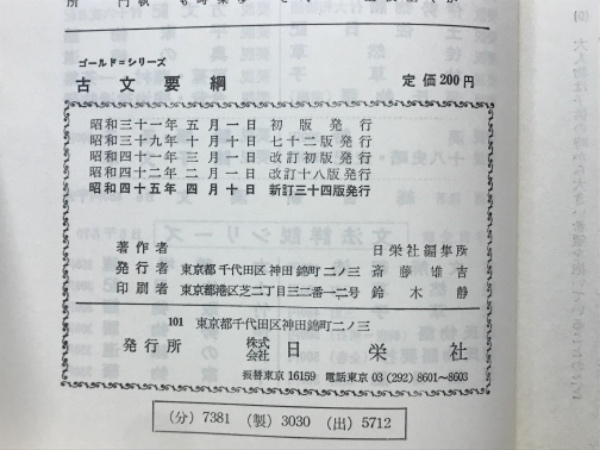 ゴールド＝シリーズ
古文要綱 定価200円
昭和三十一年 五月一日 初版発行
昭和三十九年 十月十日 七十二版発行
昭和四十一年 三月一日 改訂初版発行
昭和四十二年 二月一日 改訂十八版発行
昭和四十五年 四月十日 新訂三十四版発行
著作者 日栄社編集所
発行者 東京都千代田区神田錦町二ノ三 斎藤雄吉
印刷者 東京都港区芝二丁目三二番一二号 鈴木静
101 東京都千代田区神田錦町二ノ三
発行所 株式会社 日栄社
振替東京 16159 電話東京 03 (292) 8601〜8603
(分) 7381 (製) 3030 (出) 5712